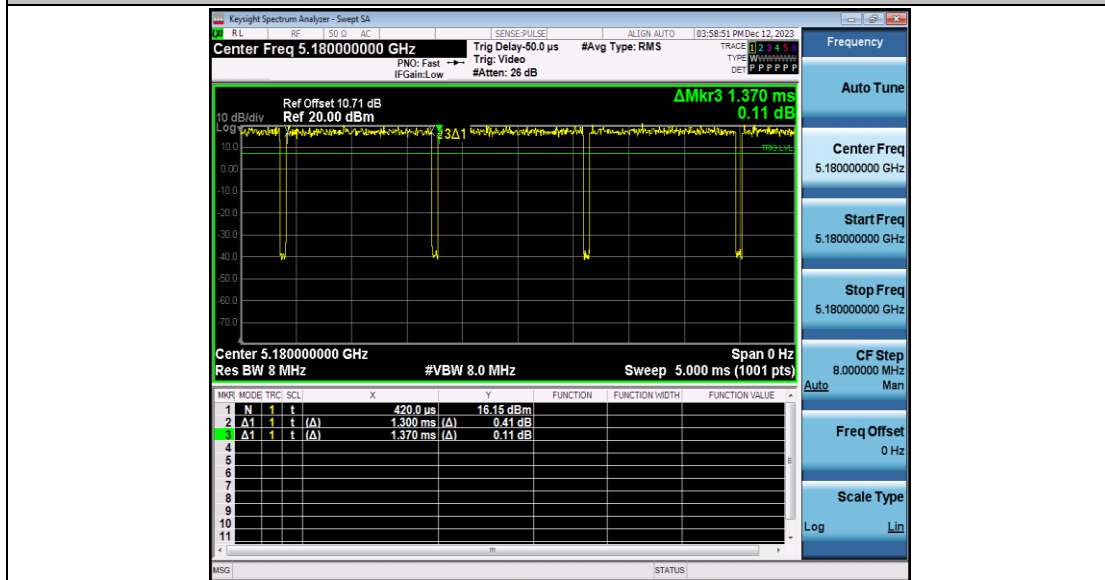 Keysight Spectrum Analyzer - Swept SA
RL RF 50 Ω AC SENSE:PULSE ALIGN AUTO 03:58:51 PM Dec 12, 2023
Center Freq 5.180000000 GHz Trig Delay-50.0 µs #Avg Type: RMS TRACE 1 2 3 4 5 6
PNO: Fast Trig: Video TYPE WWWWWW
IFGain:Low #Atten: 26 dB DET P P P P P P
Ref Offset 10.71 dB ΔMkr3 1.370 ms
10 dB/div Ref 20.00 dBm 0.11 dB
Log
3Δ1
10.0
TRIG LVL
0.00
-10.0
-20.0
-30.0
-40.0
-50.0
-60.0
-70.0
Center 5.180000000 GHz Span 0 Hz
Res BW 8 MHz #VBW 8.0 MHz Sweep 5.000 ms (1001 pts)
MKR MODE TRC SCL X Y FUNCTION FUNCTION WIDTH FUNCTION VALUE
1 N 1 t 420.0 µs 16.15 dBm
2 Δ1 1 t (Δ) 1.300 ms (Δ) 0.41 dB
3 Δ1 1 t (Δ) 1.370 ms (Δ) 0.11 dB
4
5
6
7
8
9
10
11
MSG STATUS
Frequency
Auto Tune
Center Freq
5.180000000 GHz
Start Freq
5.180000000 GHz
Stop Freq
5.180000000 GHz
CF Step
8.000000 MHz
Auto Man
Freq Offset
0 Hz
Scale Type
Log Lin